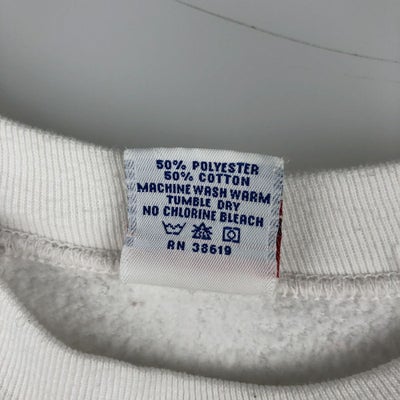 50% POLYESTER
50% COTTON
MACHINE WASH WARM
TUMBLE DRY
NO CHLORINE BLEACH
RN 38619